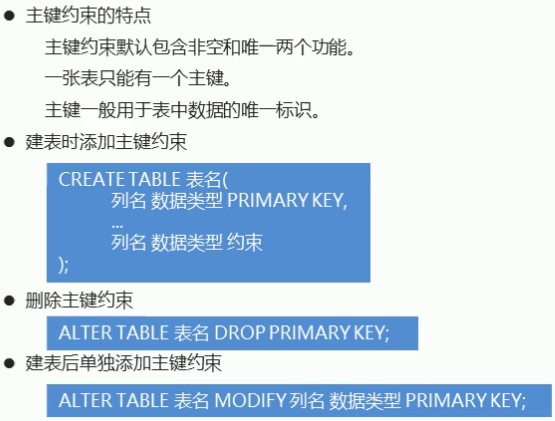 ● 主键约束的特点
主键约束默认包含非空和唯一两个功能。
一张表只能有一个主键。
主键一般用于表中数据的唯一标识。
● 建表时添加主键约束
CREATE TABLE 表名(
列名 数据类型 PRIMARY KEY,
...
列名 数据类型 约束
);
● 删除主键约束
ALTER TABLE 表名 DROP PRIMARY KEY;
● 建表后单独添加主键约束
ALTER TABLE 表名 MODIFY 列名 数据类型 PRIMARY KEY;